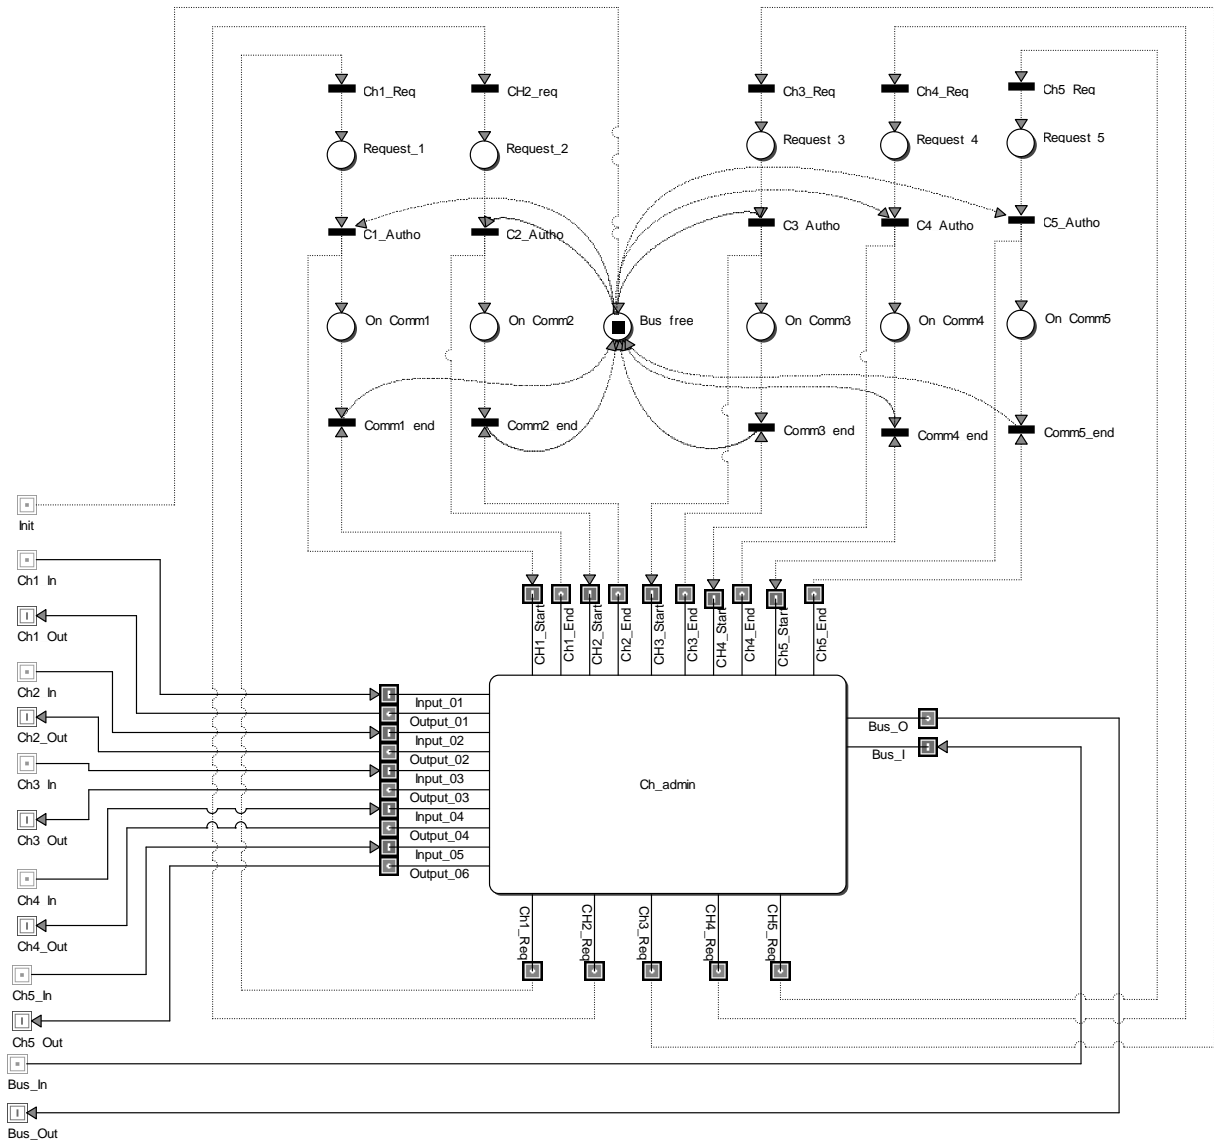 Ch1_Req
CH2_req
Ch3_Req
Ch4_Req
Ch5 Req
Request_1
Request_2
Request 3
Request 4
Request 5
C1_Autho
C2_Autho
C3 Autho
C4 Autho
C5_Autho
On Comm1
On Comm2
Bus free
On Comm3
On Comm4
On Comm5
Comm1 end
Comm2 end
Comm3 end
Comm4 end
Comm5_end
Init
Ch1 In
Ch1 Out
Ch2 In
Ch2_Out
Ch3 In
Ch3 Out
Ch4 In
Ch4_Out
Ch5_In
Ch5 Out
Bus_In
Bus_Out
CH1_Start
Ch1_End
CH2_Start
Ch2_End
CH3_Start
Ch3_End
CH4_Start
Ch4_End
Ch5_Start
Ch5_End
Input_01
Output_01
Input_02
Output_02
Input_03
Output_03
Input_04
Output_04
Input_05
Output_06
Ch_admin
Bus_O
Bus_I
Ch1_Req
CH2_Req
Ch3_Req
CH4_Req
CH5_Req